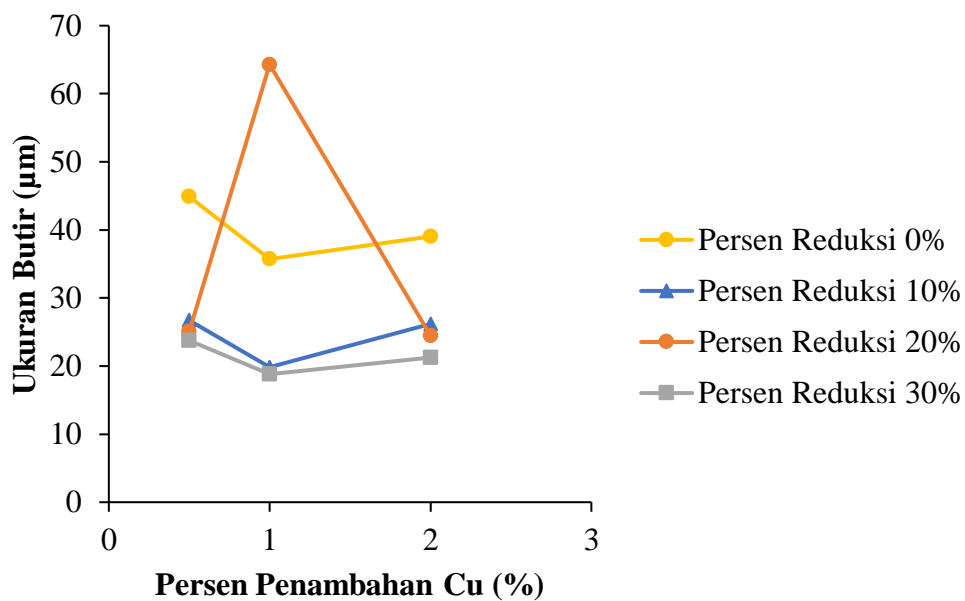 70
60
50
40
30
20
10
0
Ukuran Butir (µm)
0 1 2 3
Persen Penambahan Cu (%)
Persen Reduksi 0%
Persen Reduksi 10%
Persen Reduksi 20%
Persen Reduksi 30%